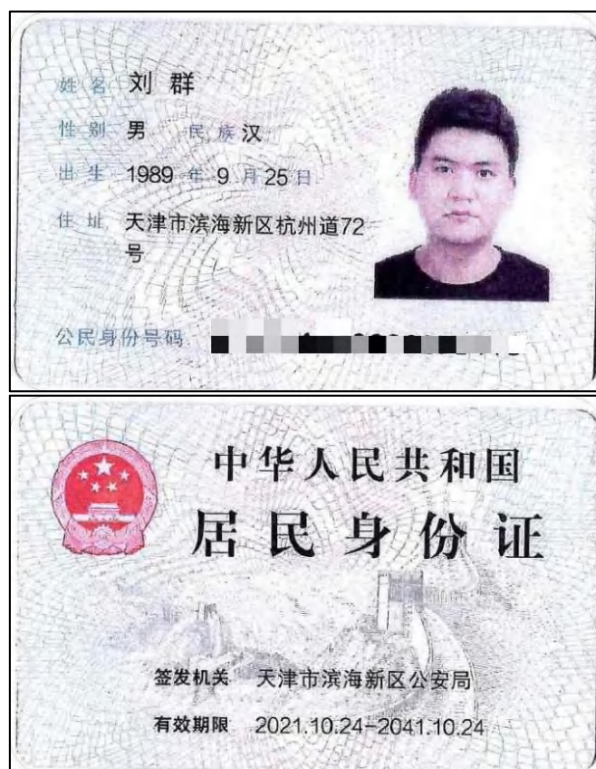 姓名 刘群
性别 男 民族 汉
出生 1989 年 9 月 25 日
住址 天津市滨海新区杭州道72
号
公民身份号码
中华人民共和国
居民身份证
签发机关 天津市滨海新区公安局
有效期限 2021.10.24-2041.10.24